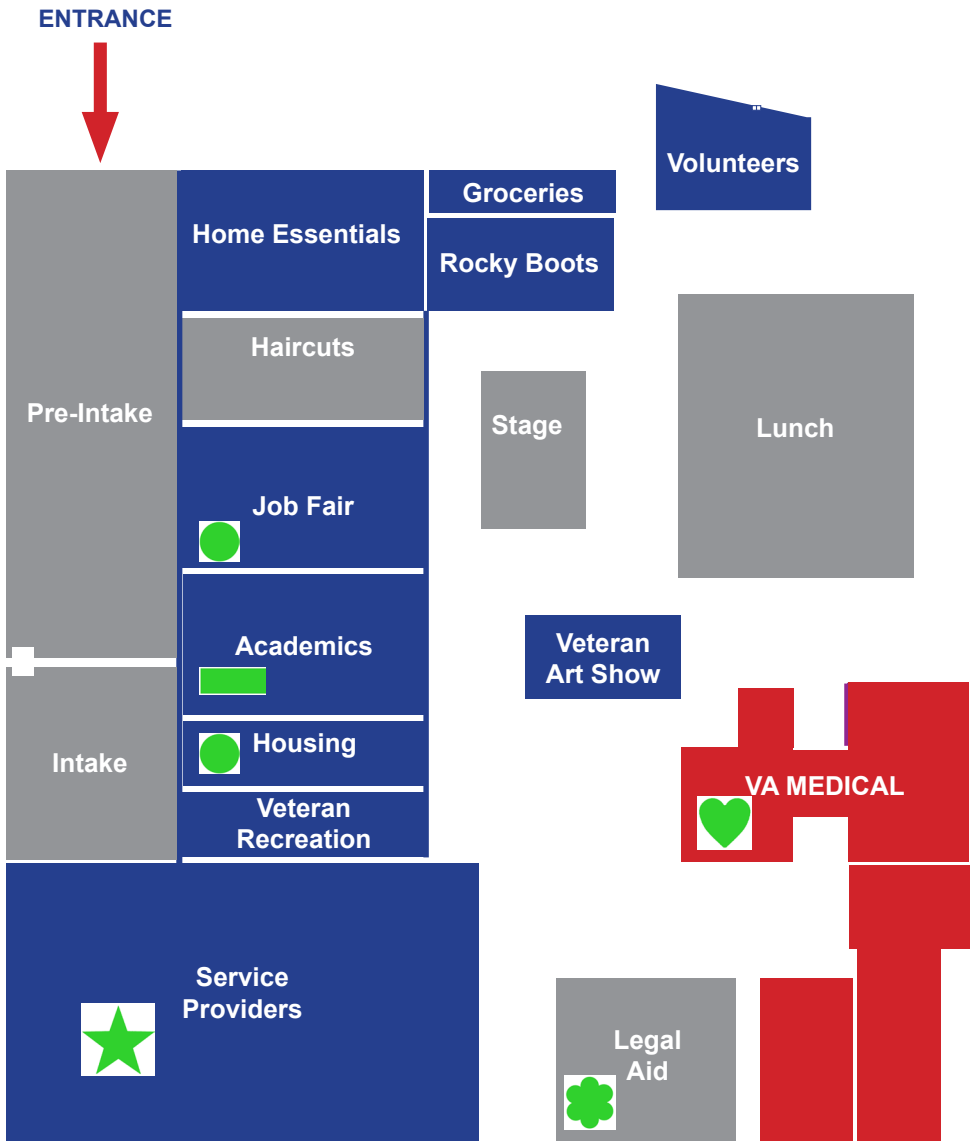 ENTRANCE
Volunteers
Groceries
Home Essentials
Rocky Boots
Haircuts
Pre-Intake
Stage
Lunch
Job Fair
Academics
Veteran
Art Show
Housing
Intake
VA MEDICAL
Veteran
Recreation
Service
Providers
Legal
Aid